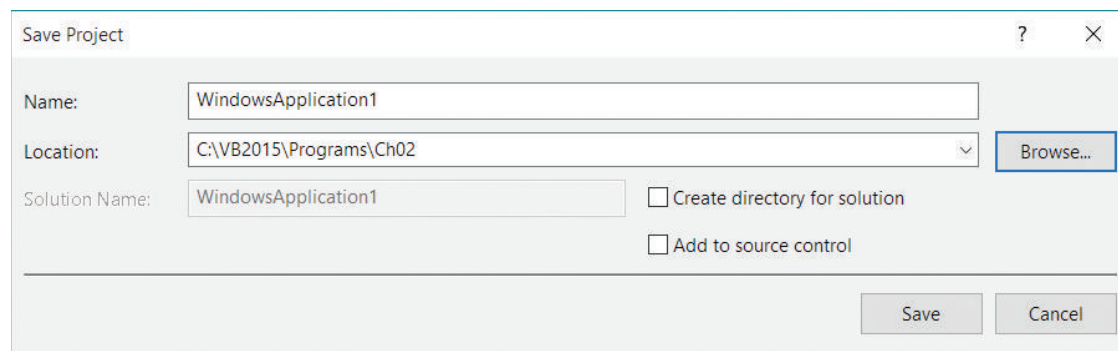 Save Project ?
Name: WindowsApplication1
Location: C:\VB2015\Programs\Ch02 Browse...
Solution Name: WindowsApplication1 Create directory for solution
Add to source control
Save Cancel